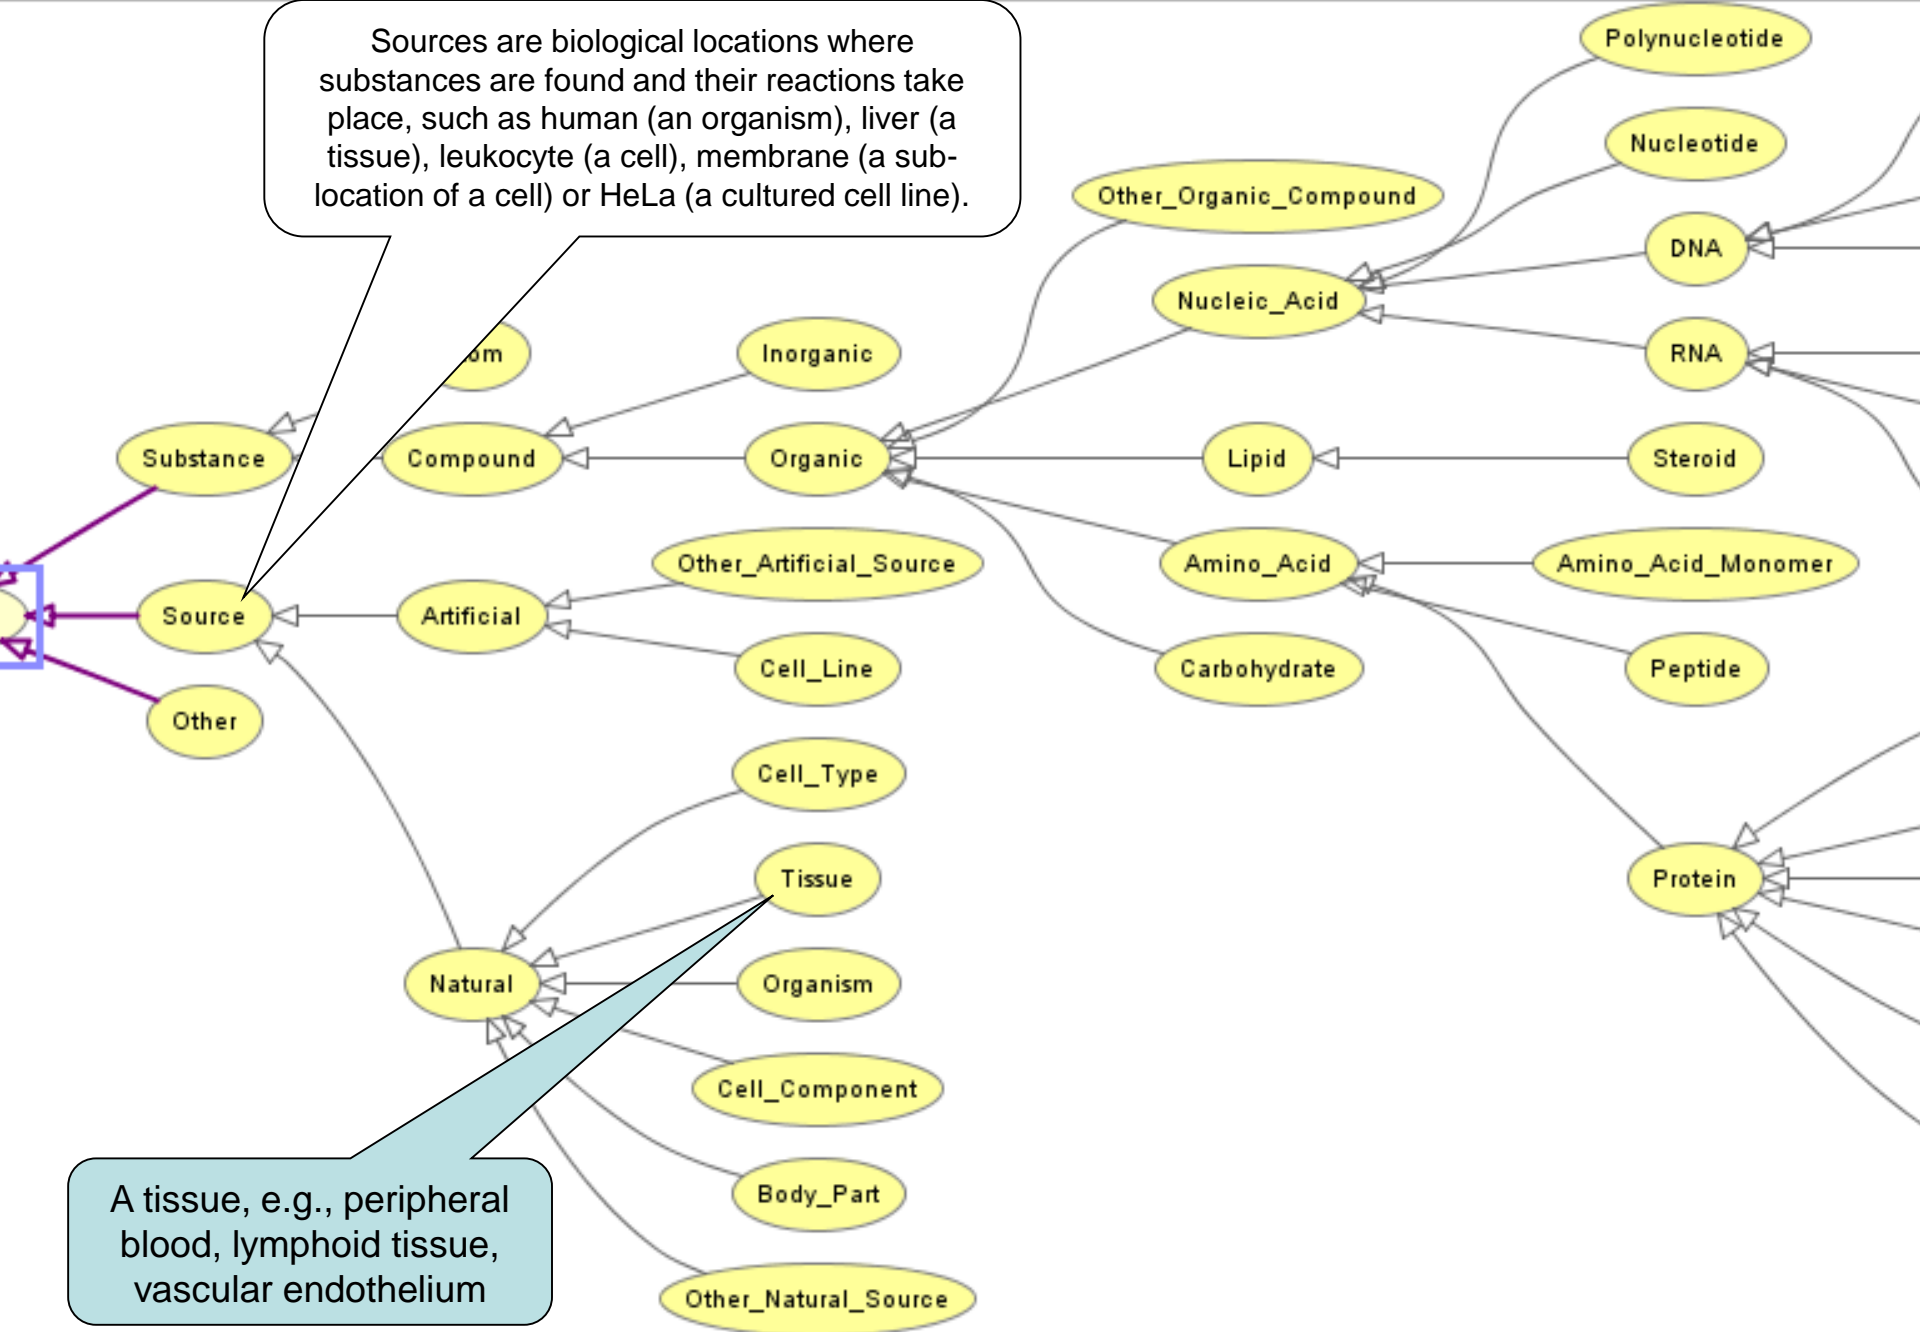 Sources are biological locations where
substances are found and their reactions take
place, such as human (an organism), liver (a
tissue), leukocyte (a cell), membrane (a sub-
location of a cell) or HeLa (a cultured cell line).
Polynucleotide
Nucleotide
Other_Organic_Compound
DNA
Nucleic_Acid
Inorganic
RNA
Substance
Compound
Organic
Lipid
Steroid
Other_Artificial_Source
Amino_Acid
Amino_Acid_Monomer
Source
Artificial
Cell_Line
Carbohydrate
Peptide
Other
Cell_Type
Tissue
Protein
Natural
Organism
Cell_Component
Body_Part
Other_Natural_Source
A tissue, e.g., peripheral
blood, lymphoid tissue,
vascular endothelium